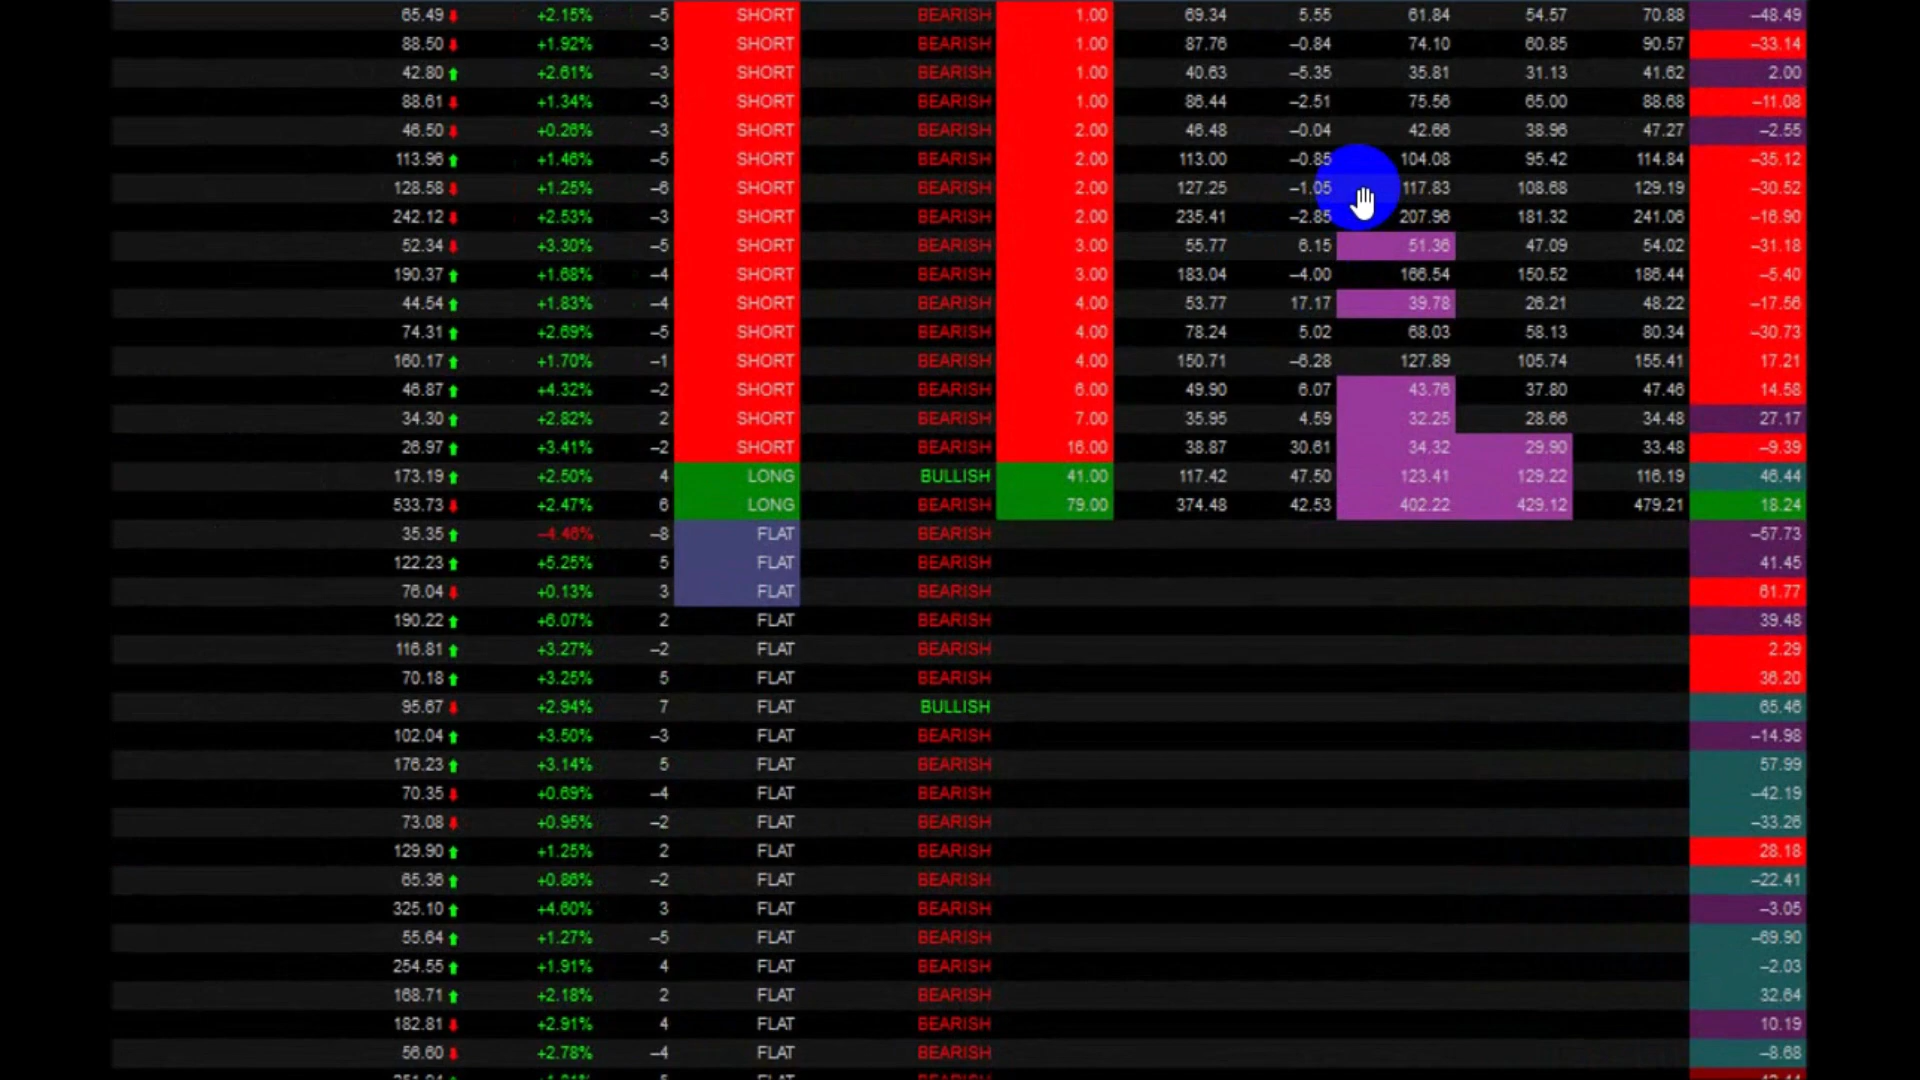 65.49 +2.15% –5 SHORT BEARISH 1.00 69.34 5.55 61.84 54.57 70.88 –48.49
88.50 +1.92% –3 SHORT BEARISH 1.00 87.76 –0.84 74.10 60.85 90.57 –33.14
42.80 +2.61% –3 SHORT BEARISH 1.00 40.63 –5.35 35.81 31.13 41.62 2.00
88.61 +1.34% –3 SHORT BEARISH 1.00 86.44 –2.51 75.56 65.00 88.68 –11.08
46.50 +0.26% –3 SHORT BEARISH 2.00 46.48 –0.04 42.66 38.96 47.27 –2.55
113.96 +1.46% –5 SHORT BEARISH 2.00 113.00 –0.85 104.08 95.42 114.84 –35.12
128.58 +1.25% –6 SHORT BEARISH 2.00 127.25 –1.05 117.83 108.68 129.19 –30.52
242.12 +2.53% –3 SHORT BEARISH 2.00 235.41 –2.85 207.96 181.32 241.06 –16.90
52.34 +3.30% –5 SHORT BEARISH 3.00 55.77 6.15 51.36 47.09 54.02 –31.18
190.37 +1.68% –4 SHORT BEARISH 3.00 183.04 –4.00 166.54 150.52 186.44 –5.40
44.54 +1.83% –4 SHORT BEARISH 4.00 53.77 17.17 39.78 26.21 48.22 –17.56
74.31 +2.69% –5 SHORT BEARISH 4.00 78.24 5.02 68.03 58.13 80.34 –30.73
160.17 +1.70% –1 SHORT BEARISH 4.00 150.71 –6.28 127.89 105.74 155.41 17.21
46.87 +4.32% –2 SHORT BEARISH 6.00 49.90 6.07 43.76 37.80 47.46 14.58
34.30 +2.82% 2 SHORT BEARISH 7.00 35.95 4.59 32.25 28.66 34.48 27.17
26.97 +3.41% –2 SHORT BEARISH 16.00 38.87 30.61 34.32 29.90 33.48 –9.39
173.19 +2.50% 4 LONG BULLISH 41.00 117.42 47.50 123.41 129.22 116.19 46.44
533.73 +2.47% 6 LONG BEARISH 79.00 374.48 42.53 402.22 429.12 479.21 18.24
35.35 –4.46% –8 FLAT BEARISH –57.73
122.23 +5.25% 5 FLAT BEARISH 41.45
76.04 +0.13% 3 FLAT BEARISH 61.77
190.22 +6.07% 2 FLAT BEARISH 39.48
116.81 +3.27% –2 FLAT BEARISH 2.29
70.18 +3.25% 5 FLAT BEARISH 36.20
95.67 +2.94% 7 FLAT BULLISH 65.46
102.04 +3.50% –3 FLAT BEARISH –14.98
176.23 +3.14% 5 FLAT BEARISH 57.99
70.35 +0.69% –4 FLAT BEARISH –42.19
73.08 +0.95% –2 FLAT BEARISH –33.26
129.90 +1.25% 2 FLAT BEARISH 28.18
65.36 +0.86% –2 FLAT BEARISH –22.41
325.10 +4.60% 3 FLAT BEARISH –3.05
55.64 +1.27% –5 FLAT BEARISH –69.90
254.55 +1.91% 4 FLAT BEARISH –2.03
168.71 +2.18% 2 FLAT BEARISH 32.64
182.81 +2.91% 4 FLAT BEARISH 10.19
56.60 +2.78% –4 FLAT BEARISH –8.68